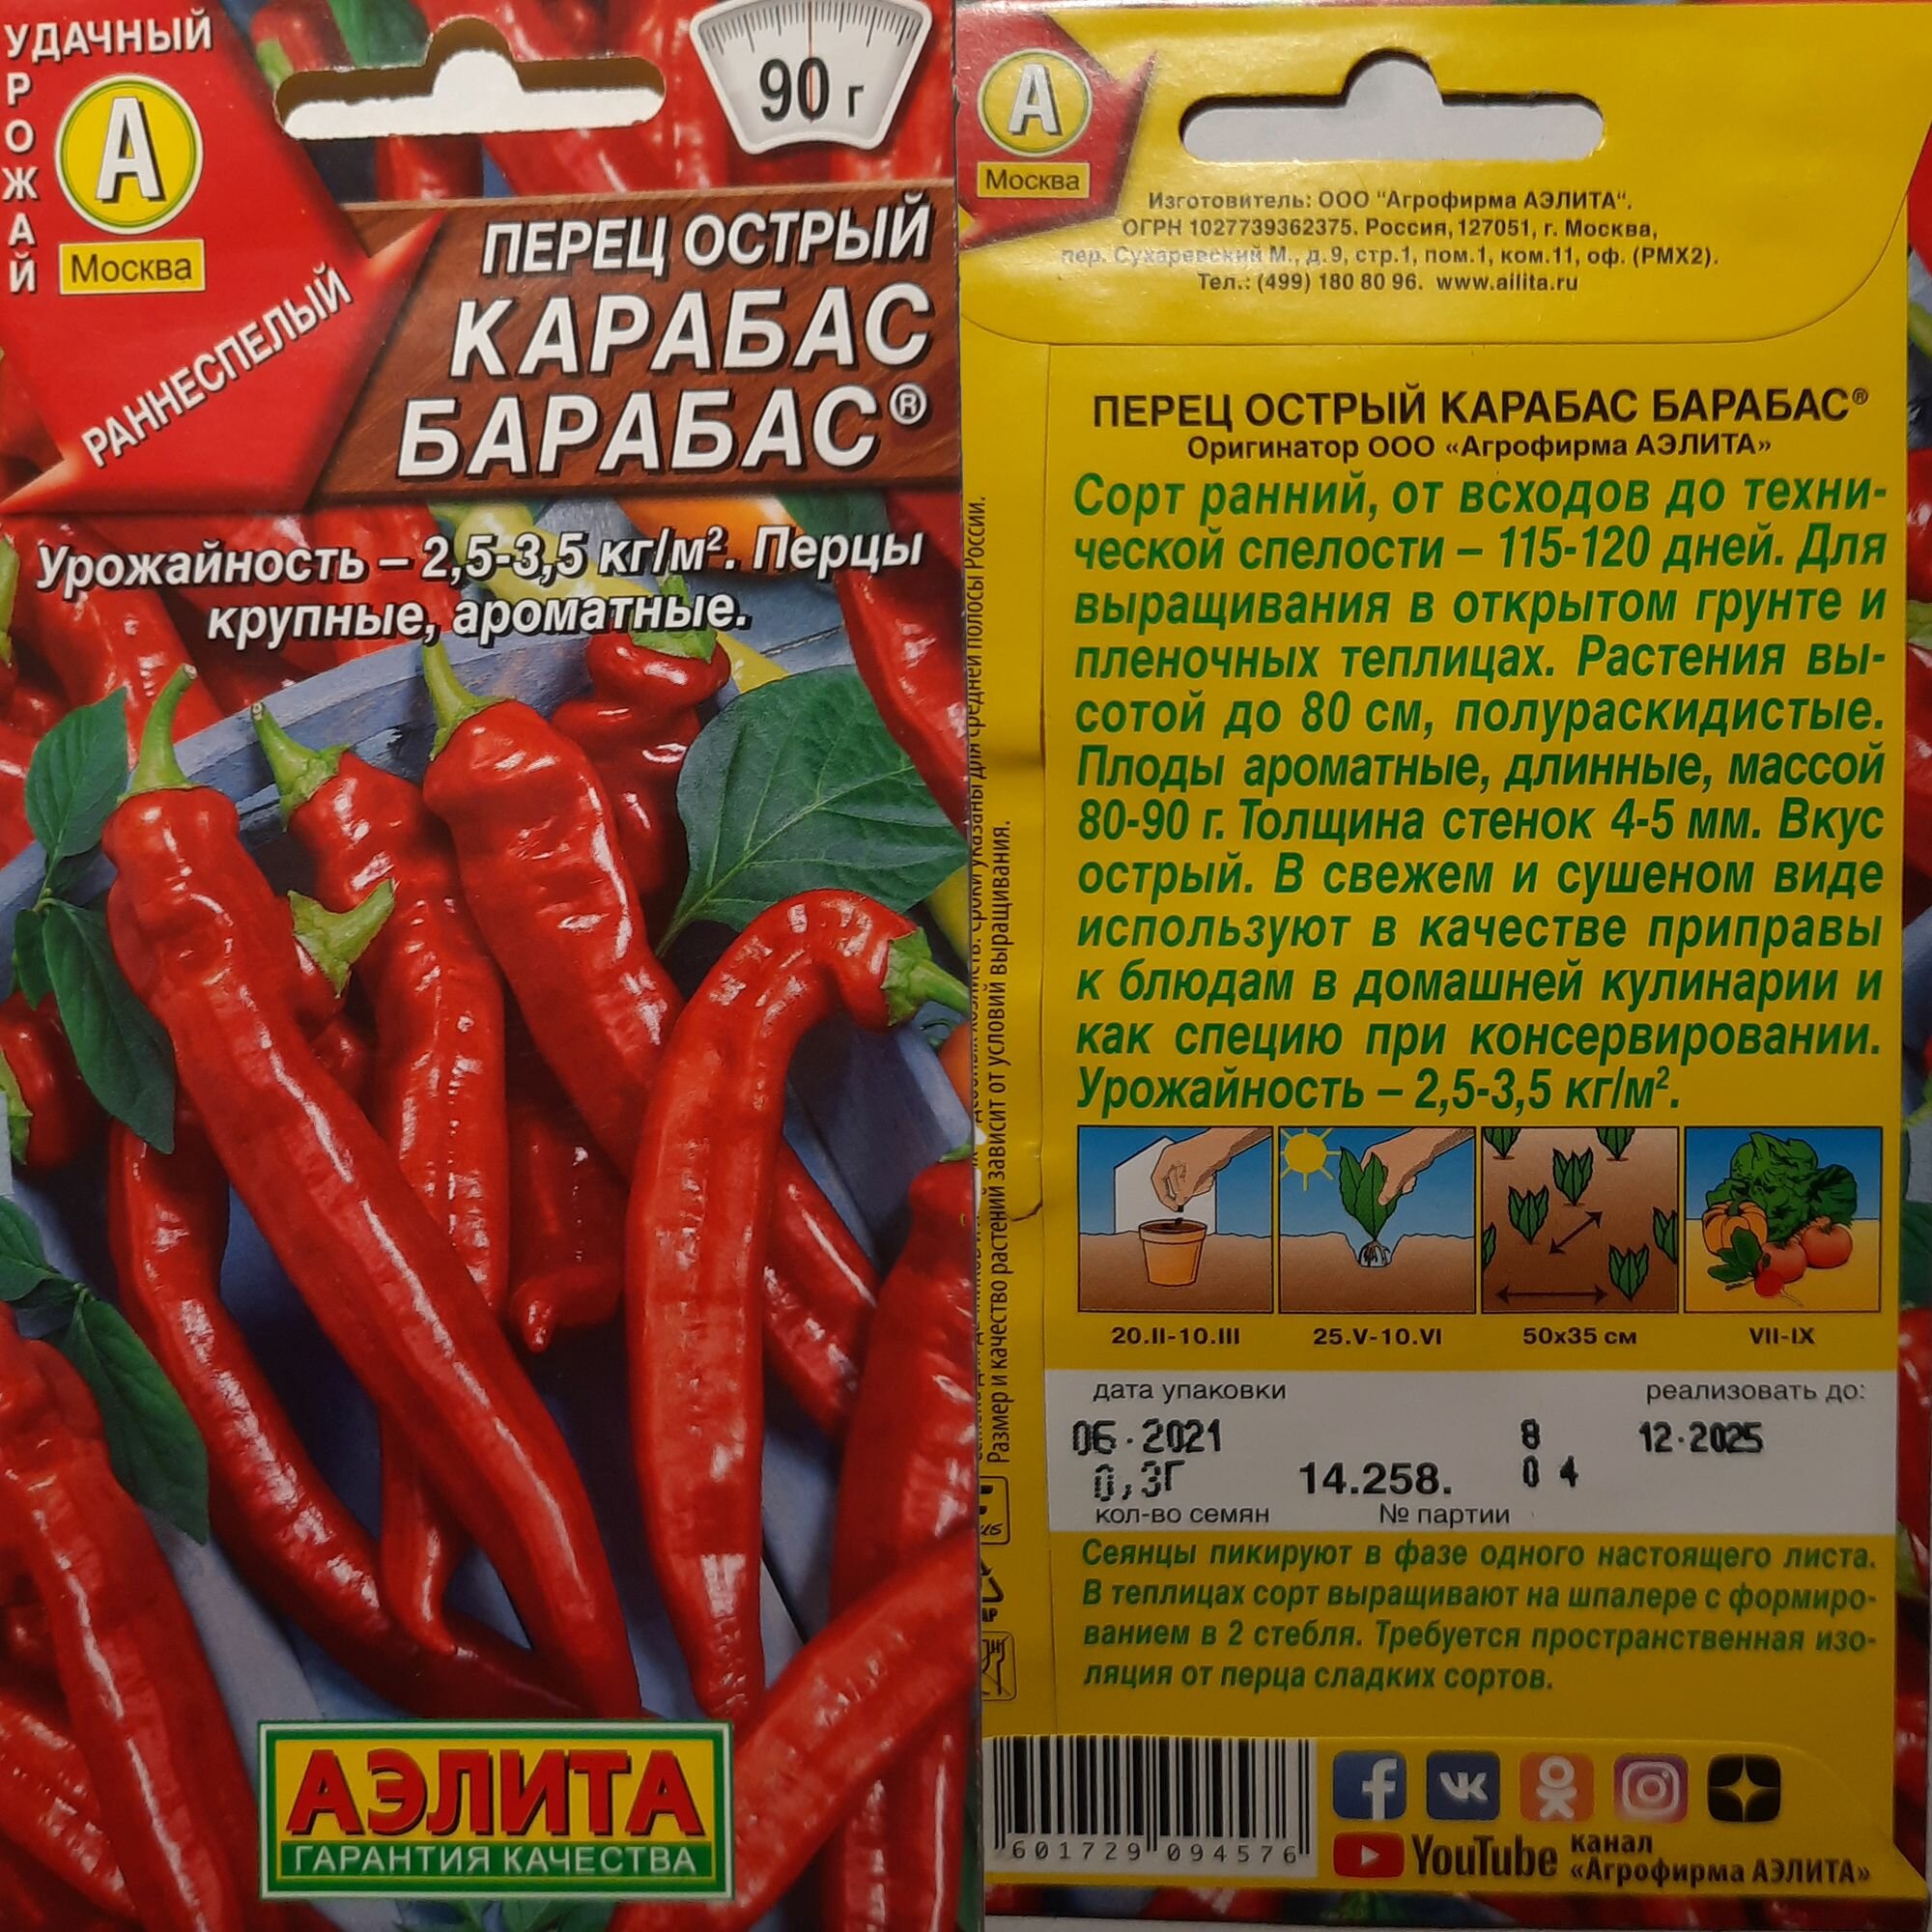 УДАЧНЫЙ
УРОЖАЙ
А
Москва
90 г
РАННЕСПЕЛЫЙ
ПЕРЕЦ ОСТРЫЙ
КАРАБАС
БАРАБАС®
Урожайность – 2,5-3,5 кг/м². Перцы
крупные, ароматные.
АЭЛИТА
ГАРАНТИЯ КАЧЕСТВА
А
Москва
Изготовитель: ООО "Агрофирма АЭЛИТА".
ОГРН 1027739362375. Россия, 127051, г. Москва,
пер. Сухаревский М., д.9, стр.1, пом.1, ком.11, оф. (РМХ2).
Тел.: (499) 180 80 96. www.ailita.ru
ПЕРЕЦ ОСТРЫЙ КАРАБАС БАРАБАС®
Оригинатор ООО «Агрофирма АЭЛИТА»
Сорт ранний, от всходов до техни-
ческой спелости – 115-120 дней. Для
выращивания в открытом грунте и
пленочных теплицах. Растения вы-
сотой до 80 см, полураскидистые.
Плоды ароматные, длинные, массой
80-90 г. Толщина стенок 4-5 мм. Вкус
острый. В свежем и сушеном виде
используют в качестве приправы
к блюдам в домашней кулинарии и
как специю при консервировании.
Урожайность – 2,5-3,5 кг/м².
20.II-10.III 25.V-10.VI 50x35 см VII-IX
дата упаковки реализовать до:
06·2021 8 12·2025
0,3Г 14.258. 0 4
кол-во семян № партии
Сеянцы пикируют в фазе одного настоящего листа.
В теплицах сорт выращивают на шпалере с формиро-
ванием в 2 стебля. Требуется пространственная изо-
ляция от перца сладких сортов.
сроки указаны для средней полосы России.
Размер и качество растений зависит от условий выращивания.
601729 094576
YouTube канал
«Агрофирма АЭЛИТА»